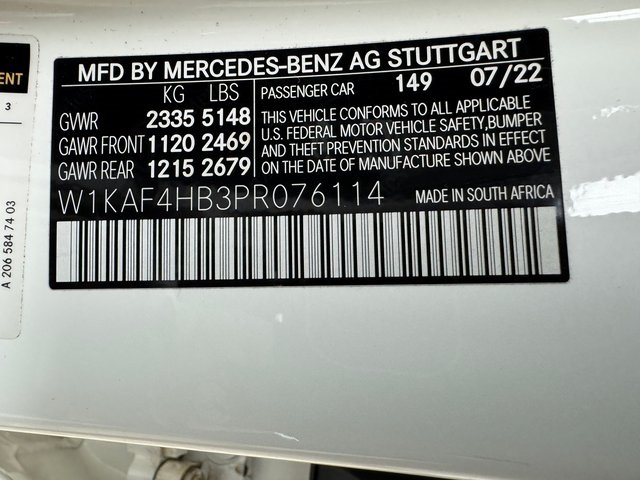 MFD BY MERCEDES-BENZ AG STUTTGART
KG LBS
GVWR 2335 5148
GAWR FRONT 1120 2469
GAWR REAR 1215 2679
PASSENGER CAR 149 07/22
THIS VEHICLE CONFORMS TO ALL APPLICABLE
U.S. FEDERAL MOTOR VEHICLE SAFETY,BUMPER
AND THEFT PREVENTION STANDARDS IN EFFECT
ON THE DATE OF MANUFACTURE SHOWN ABOVE
W1KAF4HB3PR076114
MADE IN SOUTH AFRICA
ENT
3
A 206 584 74 03